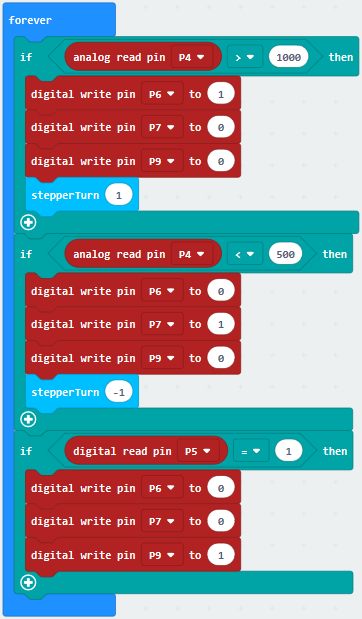 forever
if analog read pin P4 > 1000 then
digital write pin P6 to 1
digital write pin P7 to 0
digital write pin P9 to 0
stepperTurn 1
if analog read pin P4 < 500 then
digital write pin P6 to 0
digital write pin P7 to 1
digital write pin P9 to 0
stepperTurn -1
if digital read pin P5 = 1 then
digital write pin P6 to 0
digital write pin P7 to 0
digital write pin P9 to 1